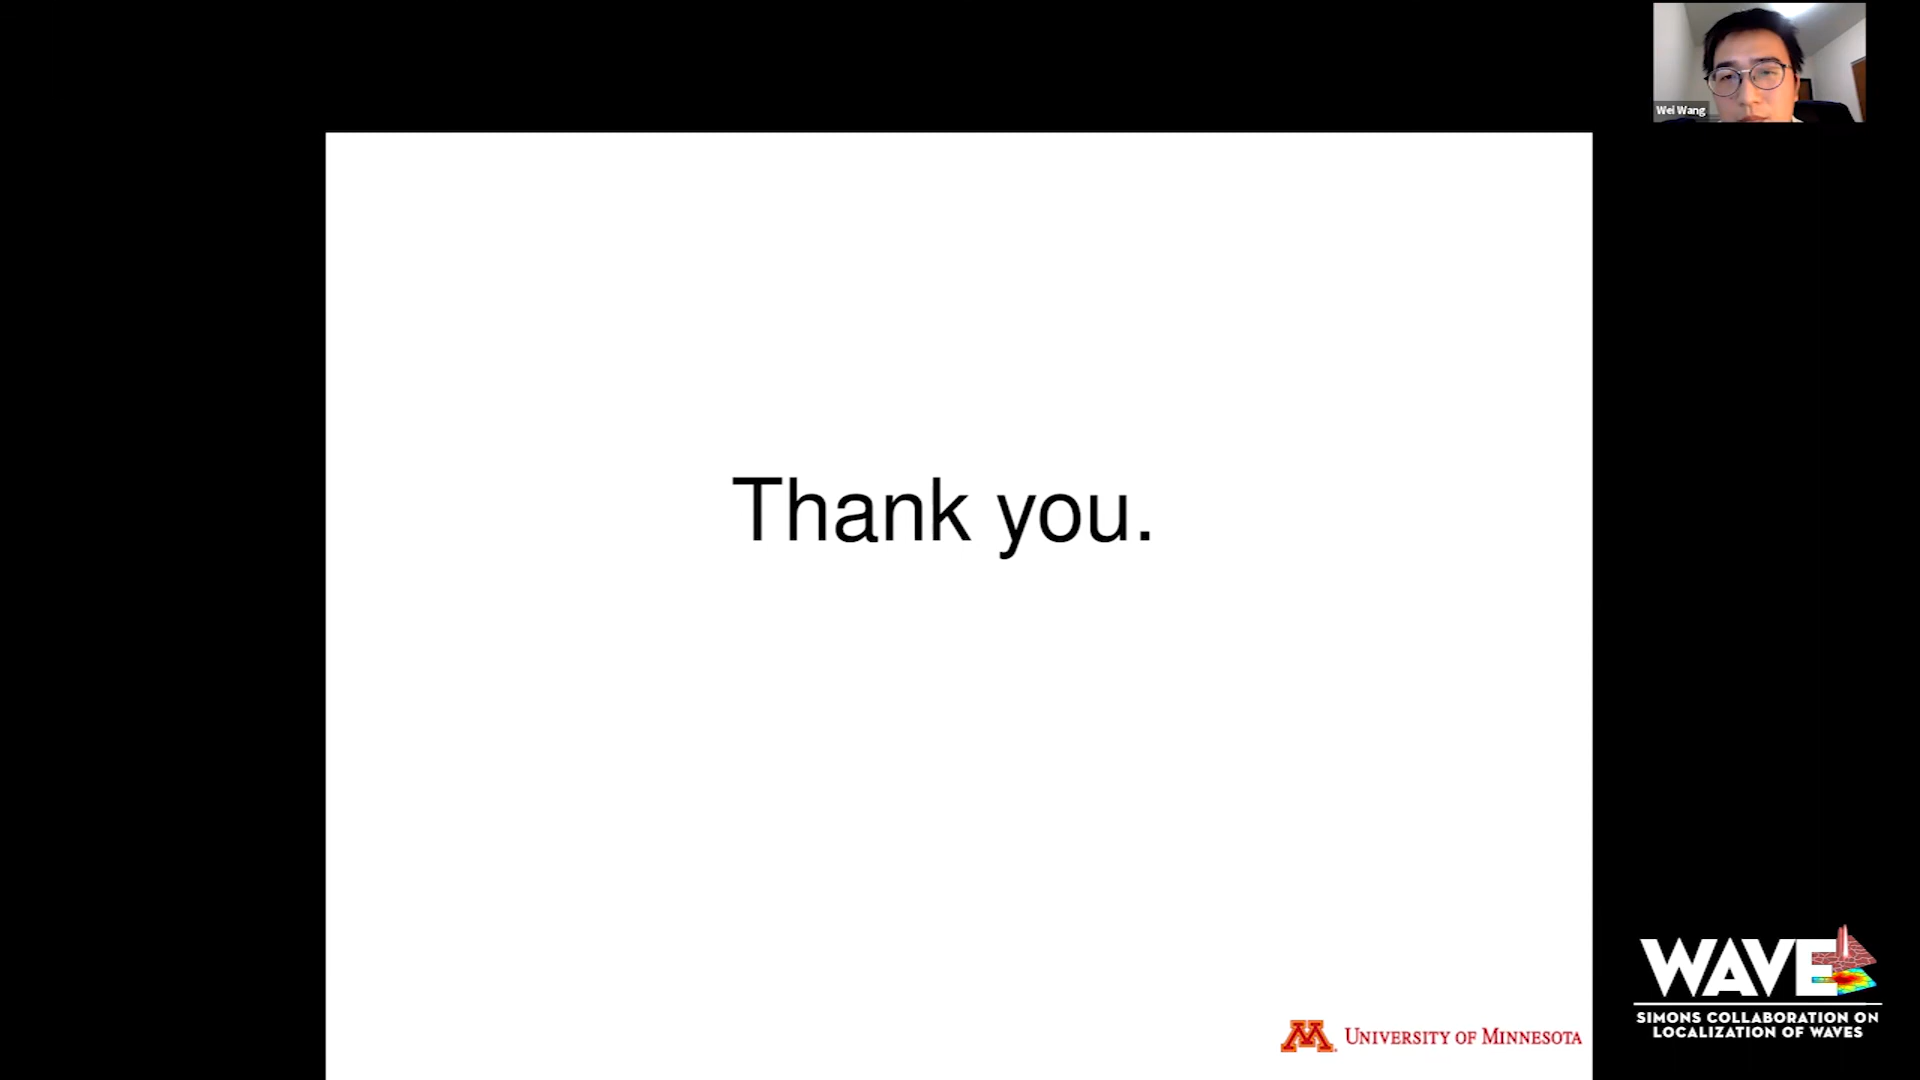 Wei Wang
Thank you.
M
UNIVERSITY OF MINNESOTA
WAVE
SIMONS COLLABORATION ON
LOCALIZATION OF WAVES